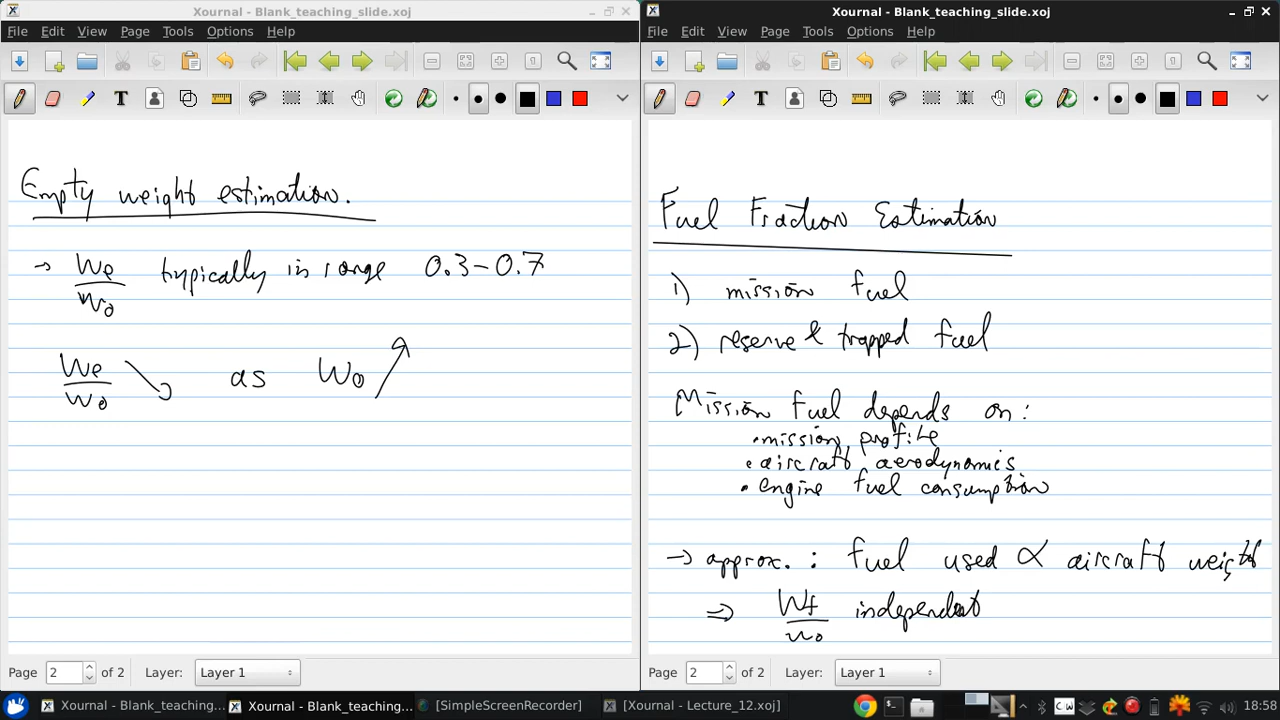 Xournal - Blank_teaching_slide.xoj
File Edit View Page Tools Options Help
Empty weight estimation.
→ We/W0 typically in range 0.3-0.7
We/W0 ↘ as W0 ↗
Page 2 of 2 Layer: Layer 1
Xournal - Blank_teaching_slide.xoj
File Edit View Page Tools Options Help
Fuel Fraction Estimation
1) mission fuel
2) reserve & trapped fuel
Mission fuel depends on:
• mission profile
• aircraft aerodynamics
• engine fuel consumption
→ approx. : fuel used ∝ aircraft weight
⇒ Wf/W0 independent
Page 2 of 2 Layer: Layer 1
Xournal - Blank_teaching... Xournal - Blank_teaching... [SimpleScreenRecorder] [Xournal - Lecture_12.xoj] 18:58